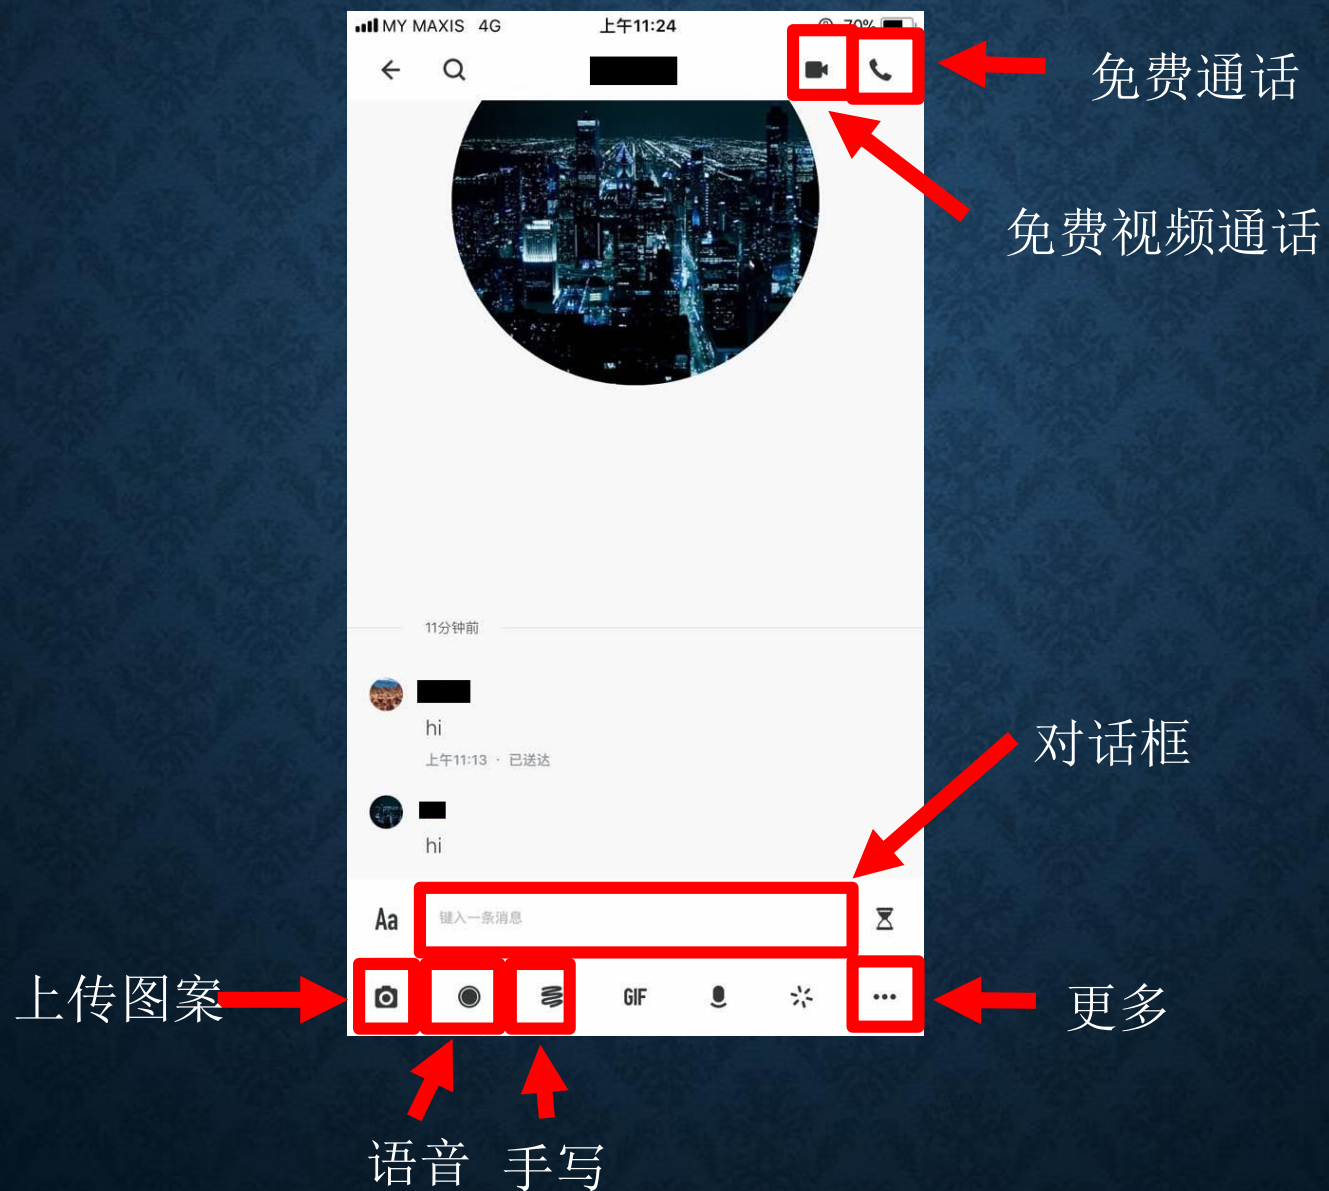 MY MAXIS 4G 上午11:24 70%
免费通话
免费视频通话
11分钟前
hi
上午11:13 · 已送达
hi
对话框
Aa 键入一条消息
上传图案
GIF
更多
语音 手写